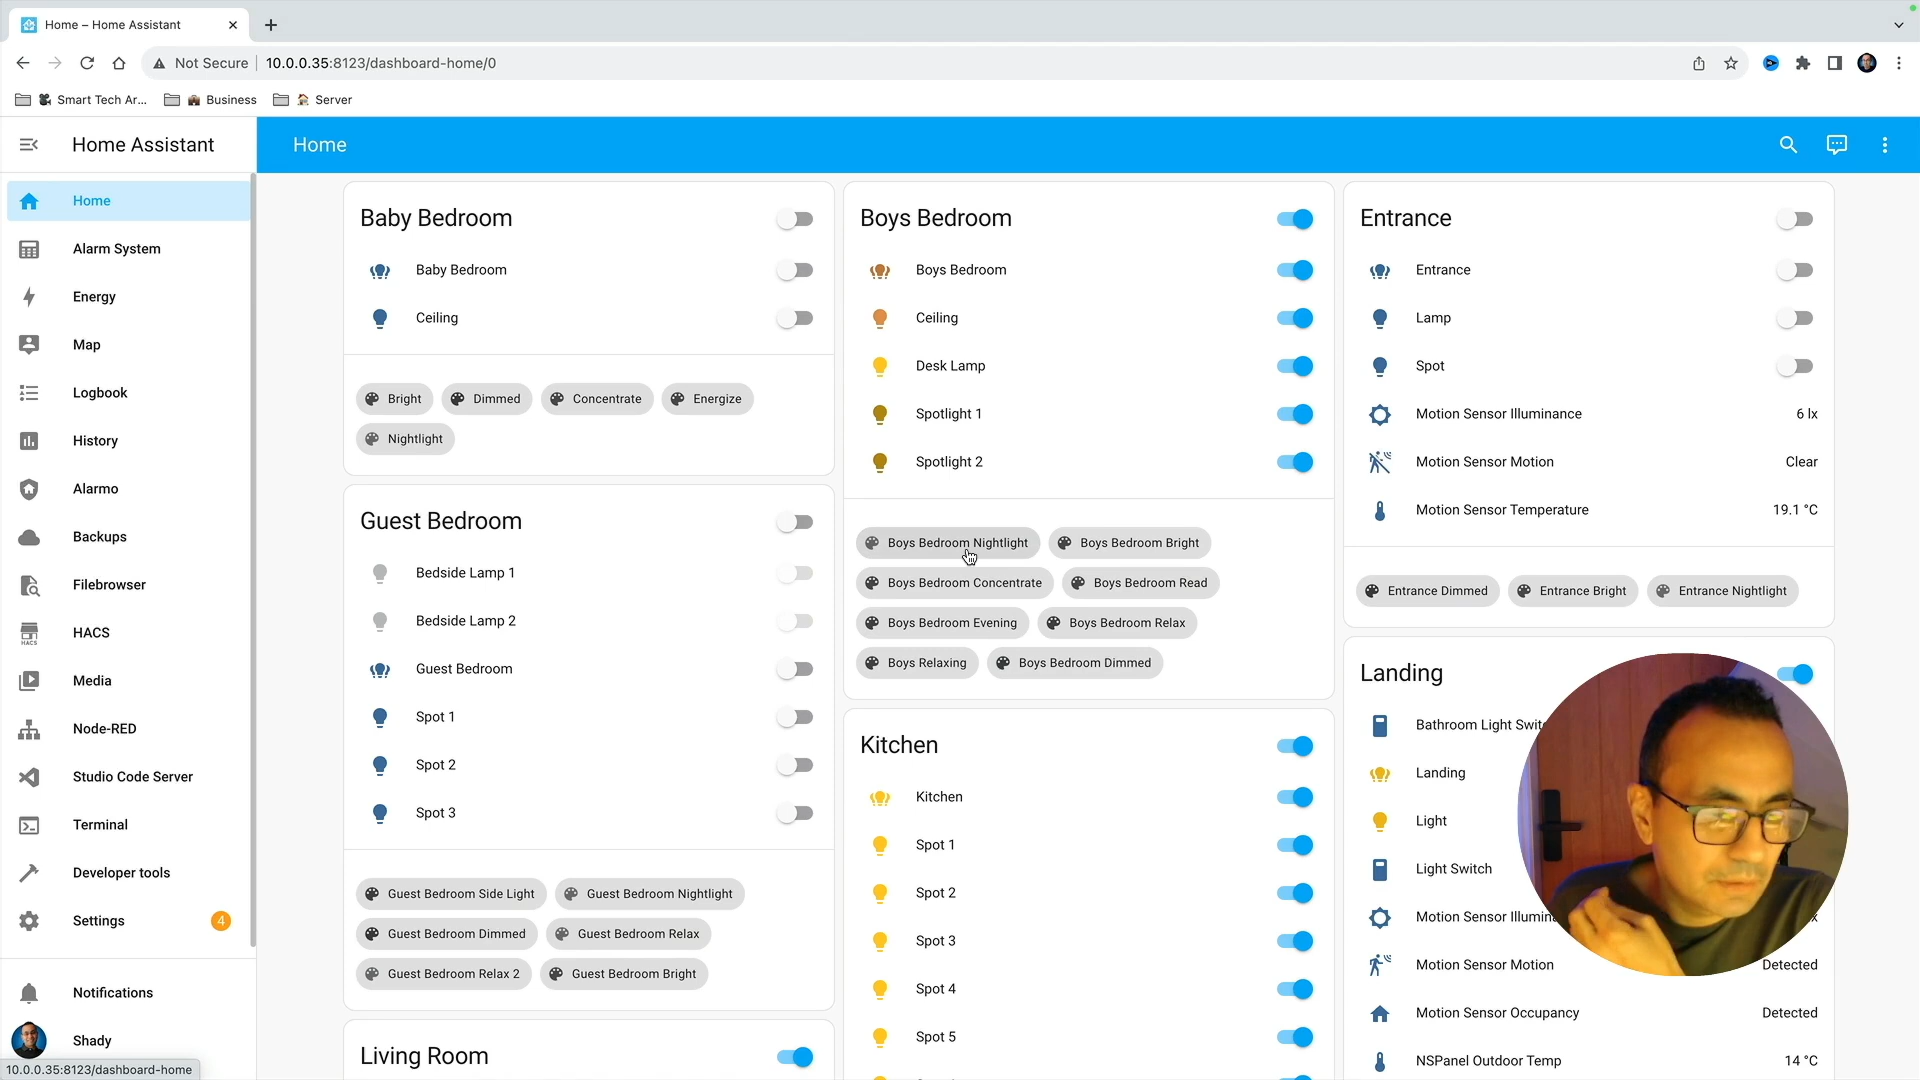 Home – Home Assistant
Not Secure
10.0.0.35:8123/dashboard-home/0
Smart Tech Ar...
Business
Server
Home Assistant
Home
Home
Alarm System
Energy
Map
Logbook
History
Alarmo
Backups
Filebrowser
HACS
HACS
Media
Node-RED
Studio Code Server
Terminal
Developer tools
Settings
4
Notifications
Shady
10.0.0.35:8123/dashboard-home
Baby Bedroom
Baby Bedroom
Ceiling
Bright
Dimmed
Concentrate
Energize
Nightlight
Guest Bedroom
Bedside Lamp 1
Bedside Lamp 2
Guest Bedroom
Spot 1
Spot 2
Spot 3
Guest Bedroom Side Light
Guest Bedroom Nightlight
Guest Bedroom Dimmed
Guest Bedroom Relax
Guest Bedroom Relax 2
Guest Bedroom Bright
Living Room
Boys Bedroom
Boys Bedroom
Ceiling
Desk Lamp
Spotlight 1
Spotlight 2
Boys Bedroom Nightlight
Boys Bedroom Bright
Boys Bedroom Concentrate
Boys Bedroom Read
Boys Bedroom Evening
Boys Bedroom Relax
Boys Relaxing
Boys Bedroom Dimmed
Kitchen
Kitchen
Spot 1
Spot 2
Spot 3
Spot 4
Spot 5
Entrance
Entrance
Lamp
Spot
Motion Sensor Illuminance
6 lx
Motion Sensor Motion
Clear
Motion Sensor Temperature
19.1 °C
Entrance Dimmed
Entrance Bright
Entrance Nightlight
Landing
Bathroom Light
Landing
Light
Light Switch
Motion Sensor
Motion Sensor Motion
Detected
Motion Sensor Occupancy
Detected
NSPanel Outdoor Temp
14 °C